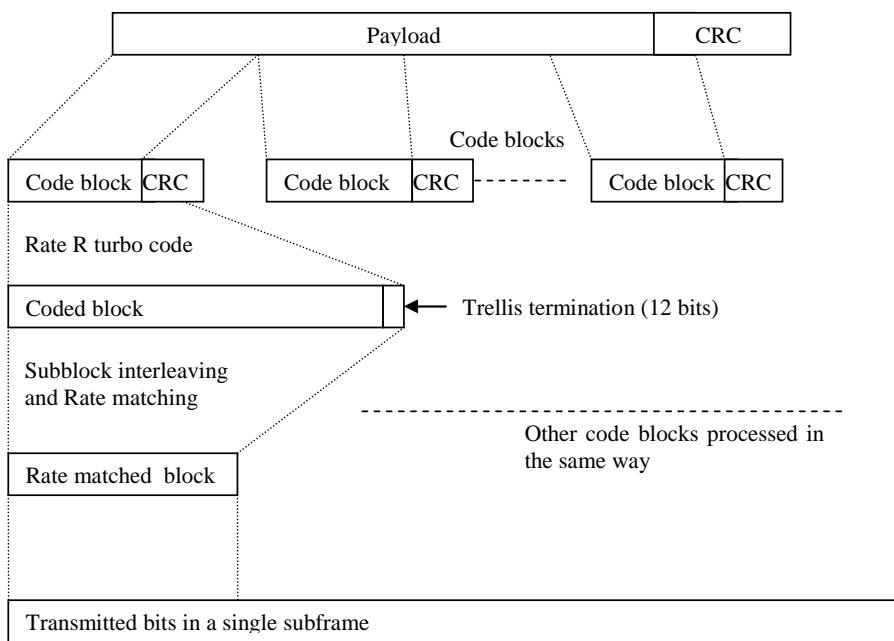 Payload
CRC
Code blocks
Code block
CRC
Code block
CRC
Code block
CRC
Rate R turbo code
Coded block
Trellis termination (12 bits)
Subblock interleaving
and Rate matching
Other code blocks processed in
the same way
Rate matched block
Transmitted bits in a single subframe